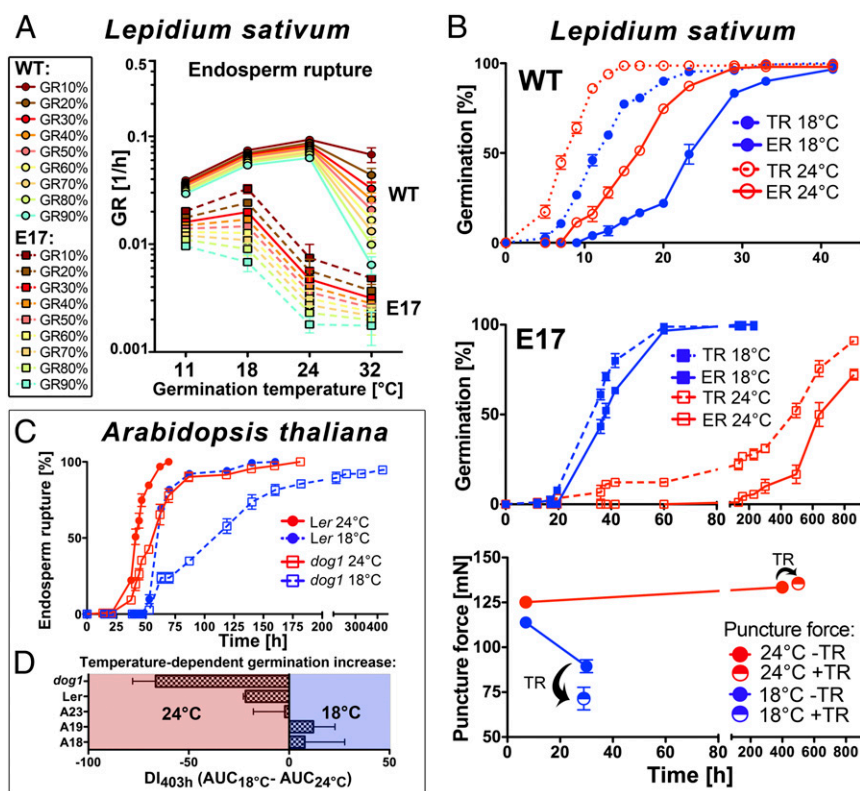 A
Lepidium sativum
WT:
GR10%
GR20%
GR30%
GR40%
GR50%
GR60%
GR70%
GR80%
GR90%
E17:
GR10%
GR20%
GR30%
GR40%
GR50%
GR60%
GR70%
GR80%
GR90%
Endosperm rupture
GR [1/h]
0.5
0.1
0.01
0.001
WT
E17
11 18 24 32
Germination temperature [°C]
B
Lepidium sativum
WT
Germination [%]
100
50
0
TR 18°C
ER 18°C
TR 24°C
ER 24°C
0 10 20 30 40
E17
Germination [%]
100
75
50
25
0
TR 18°C
ER 18°C
TR 24°C
ER 24°C
0 20 40 60 80 200 400 600 800
Puncture force [mN]
150
125
100
75
50
TR
TR
Puncture force:
24°C -TR
24°C +TR
18°C -TR
18°C +TR
0 20 40 60 80 200 400 600 800
Time [h]
C
Arabidopsis thaliana
Endosperm rupture [%]
100
50
0
Ler 24°C
Ler 18°C
dog1 24°C
dog1 18°C
0 25 50 75 100 125 150 175 200 300 400
Time [h]
D
Temperature-dependent germination increase:
dog1
Ler
A23
A19
A18
24°C
18°C
-100 -50 0 50
DI403h (AUC18°C- AUC24°C)